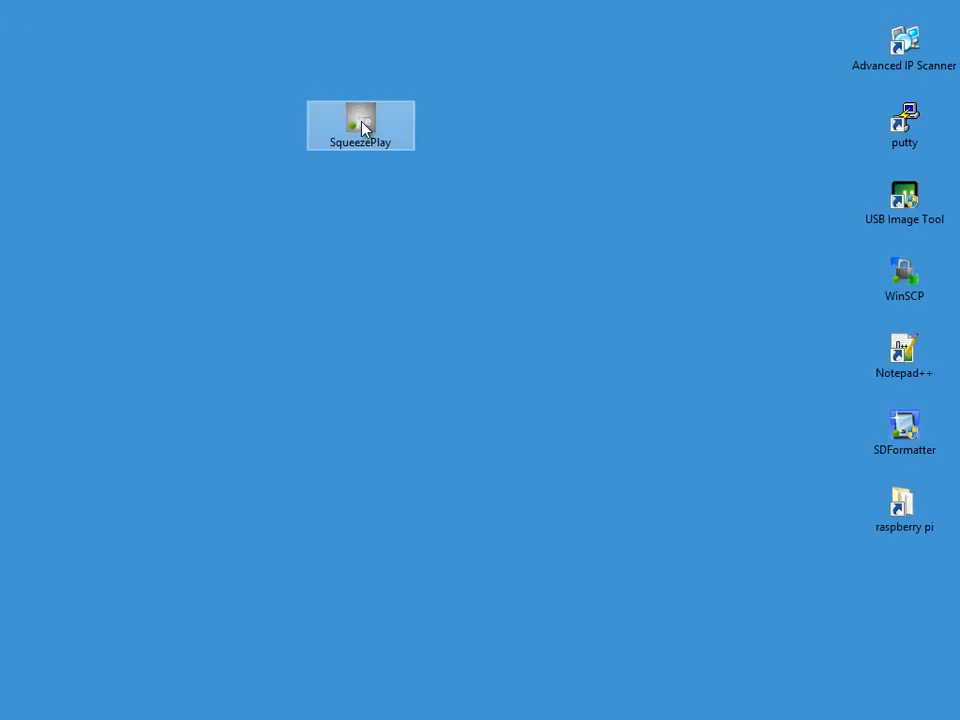 Advanced IP Scanner
SqueezePlay
putty
USB Image Tool
WinSCP
Notepad++
SDFormatter
raspberry pi